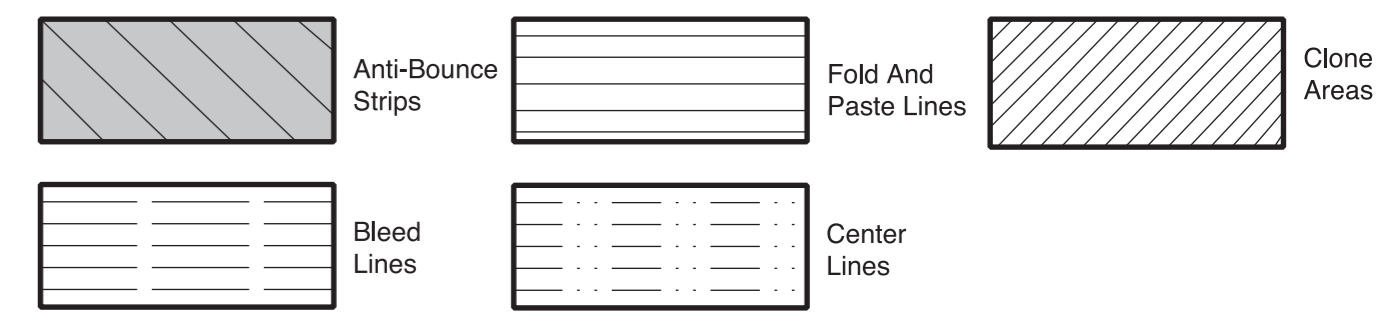 Anti-Bounce
Strips
Fold And
Paste Lines
Clone
Areas
Bleed
Lines
Center
Lines